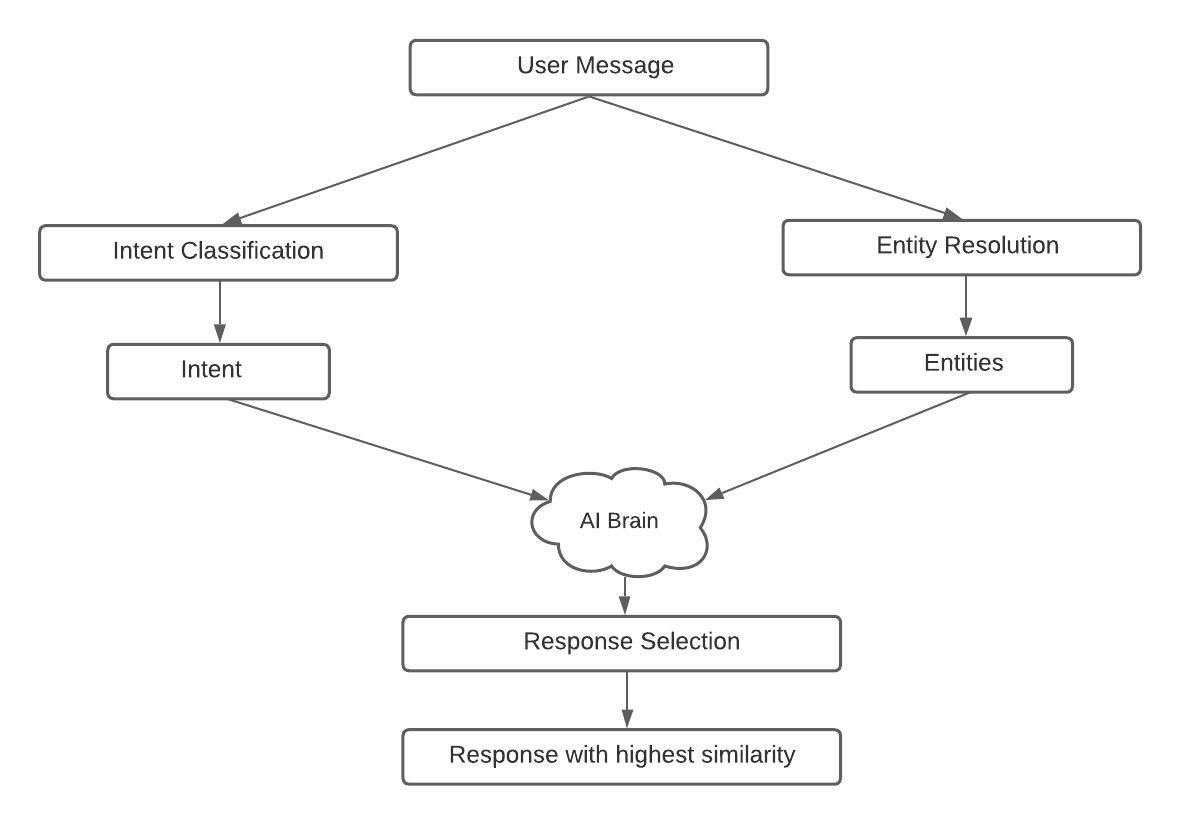 User Message
Intent Classification
Entity Resolution
Intent
Entities
AI Brain
Response Selection
Response with highest similarity